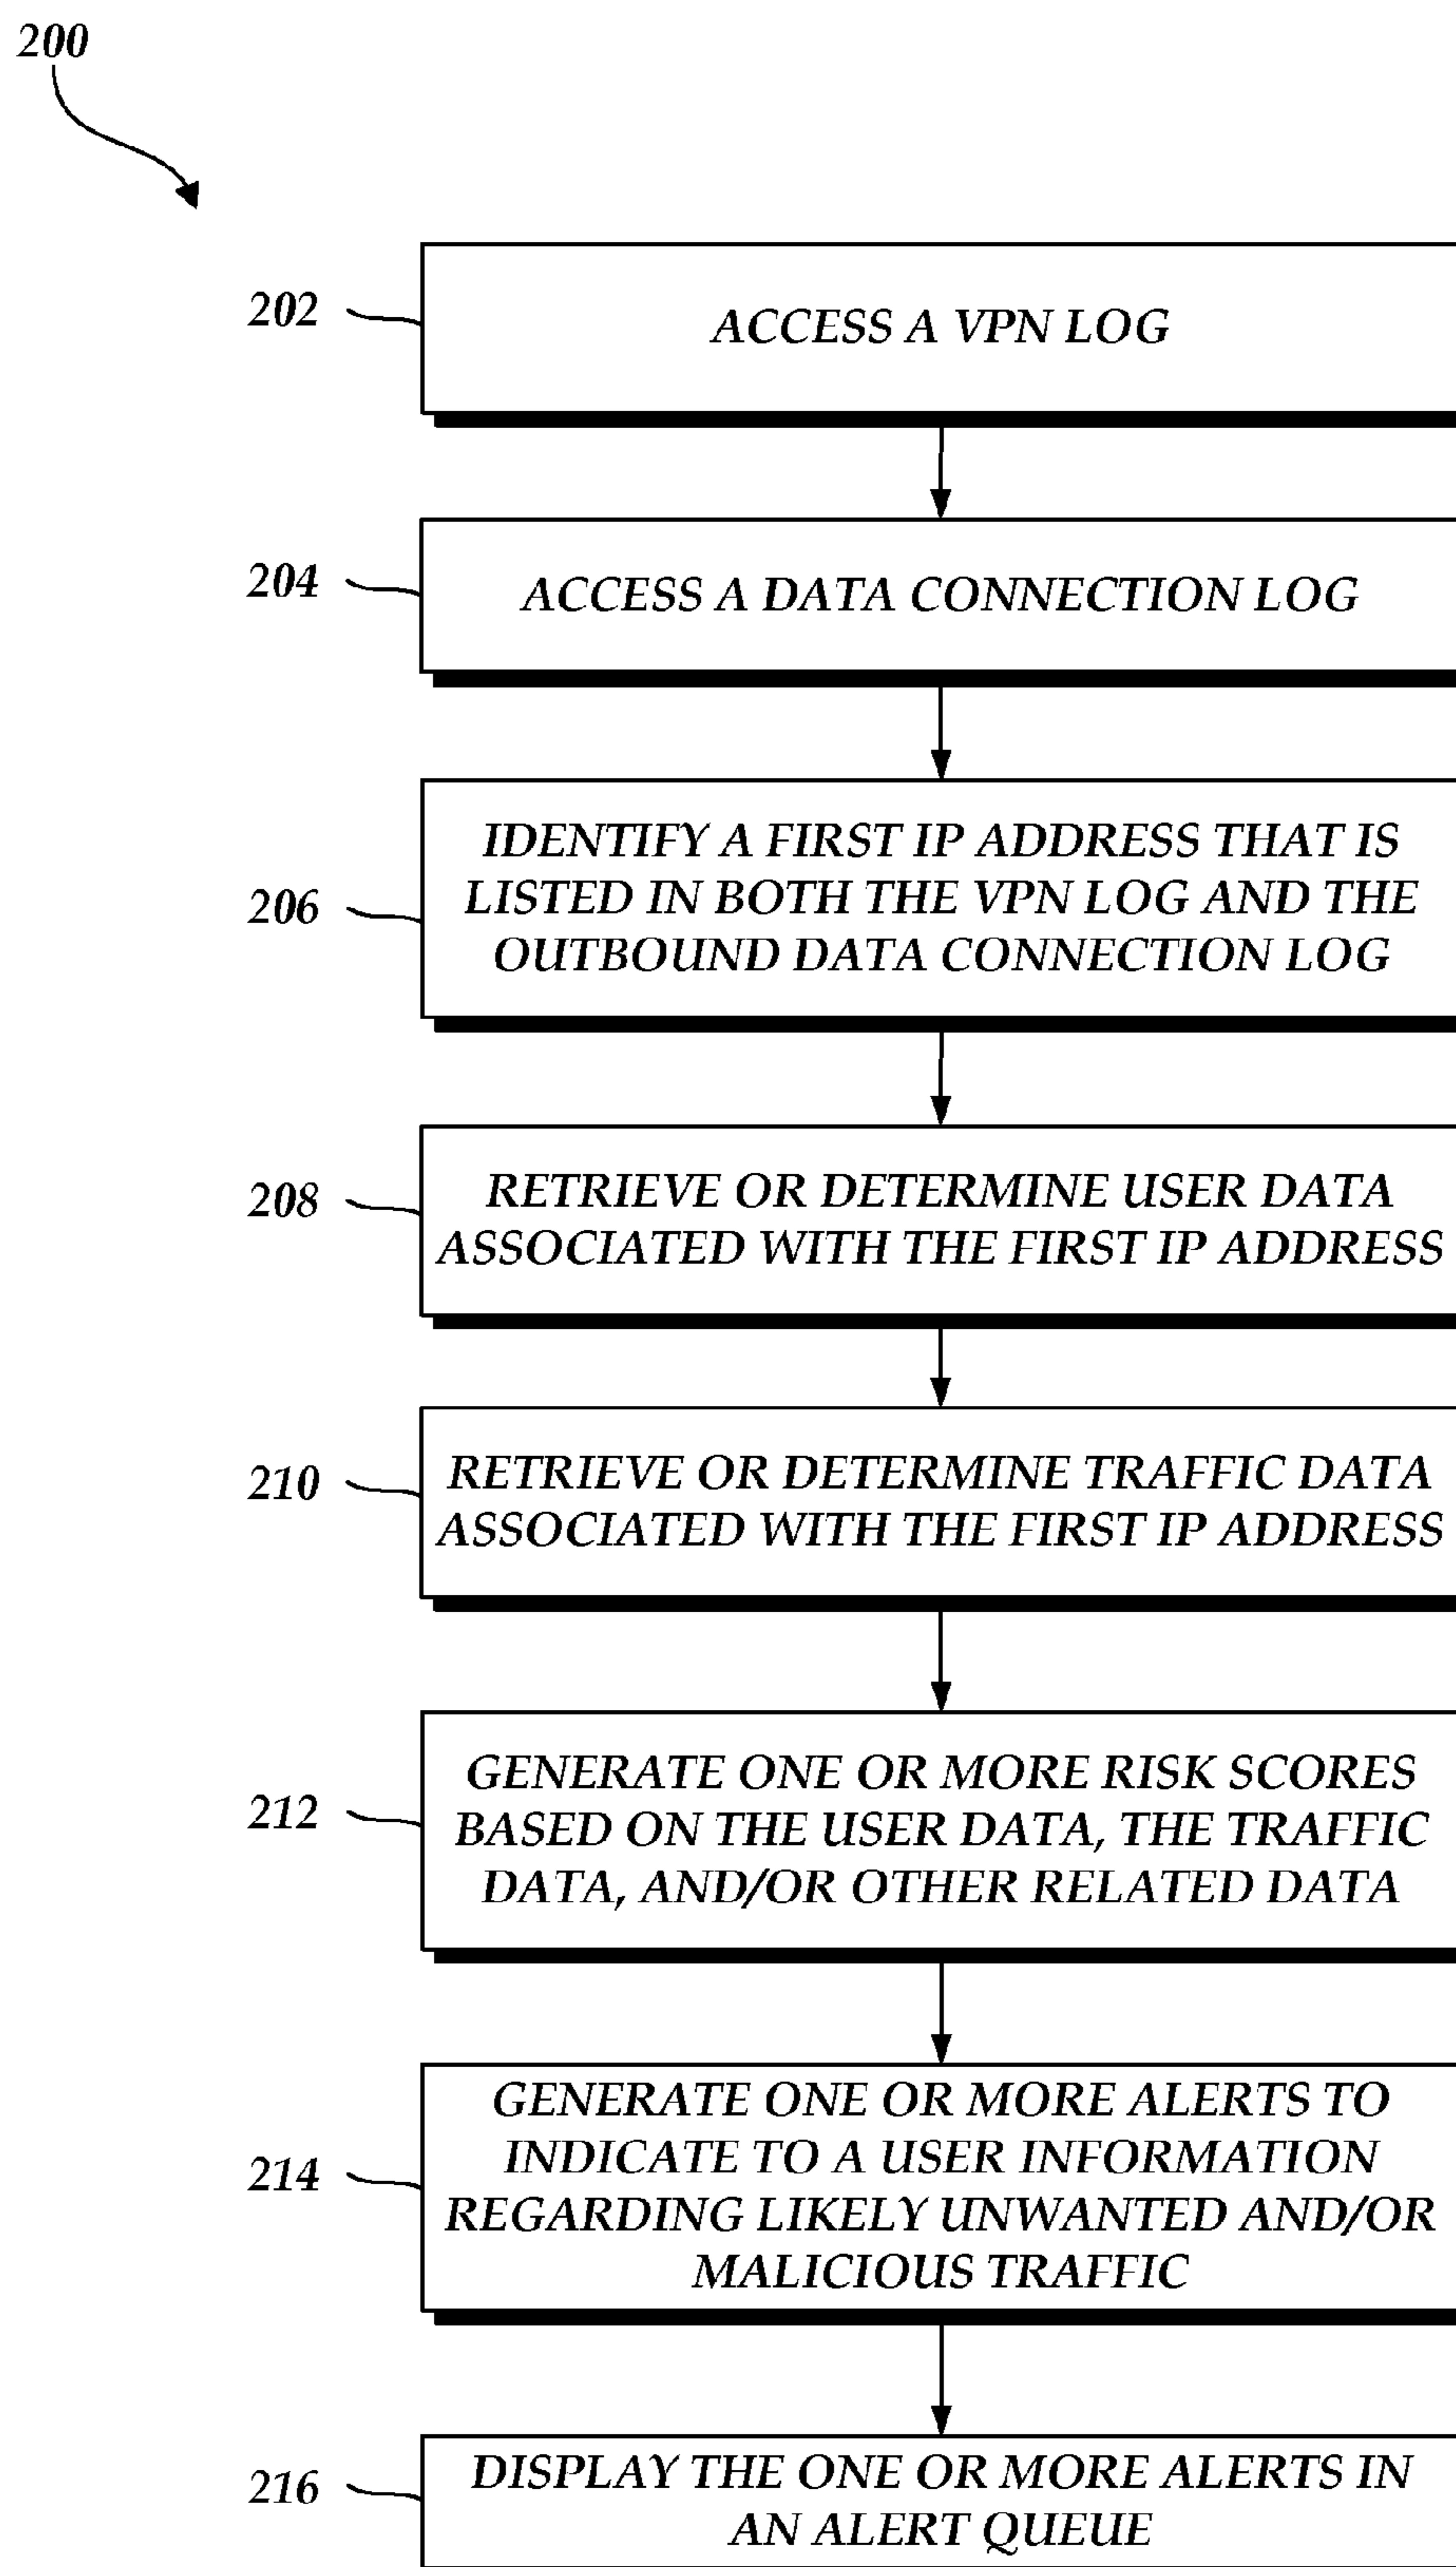 200
202
ACCESS A VPN LOG
204
ACCESS A DATA CONNECTION LOG
206
IDENTIFY A FIRST IP ADDRESS THAT IS
LISTED IN BOTH THE VPN LOG AND THE
OUTBOUND DATA CONNECTION LOG
208
RETRIEVE OR DETERMINE USER DATA
ASSOCIATED WITH THE FIRST IP ADDRESS
210
RETRIEVE OR DETERMINE TRAFFIC DATA
ASSOCIATED WITH THE FIRST IP ADDRESS
212
GENERATE ONE OR MORE RISK SCORES
BASED ON THE USER DATA, THE TRAFFIC
DATA, AND/OR OTHER RELATED DATA
214
GENERATE ONE OR MORE ALERTS TO
INDICATE TO A USER INFORMATION
REGARDING LIKELY UNWANTED AND/OR
MALICIOUS TRAFFIC
216
DISPLAY THE ONE OR MORE ALERTS IN
AN ALERT QUEUE